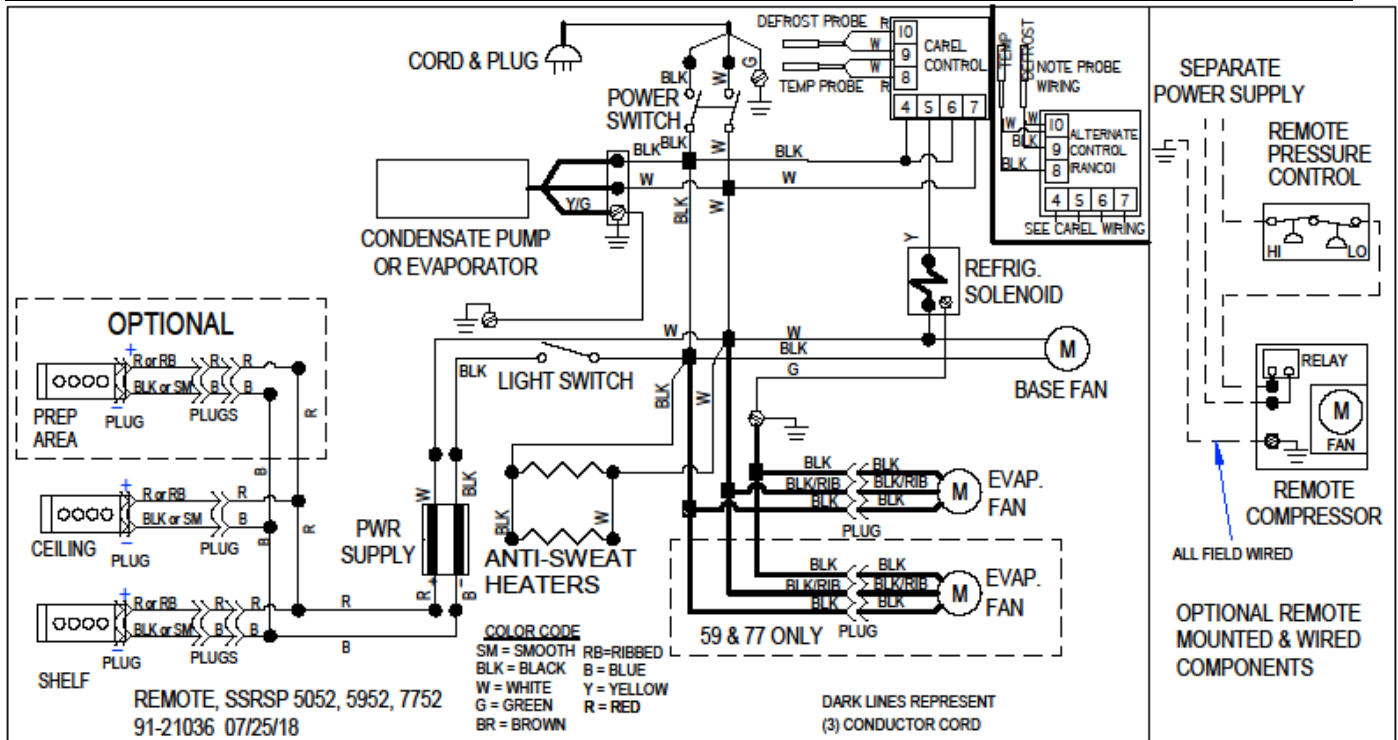 CORD & PLUG
BLK
W
G
POWER
SWITCH
BLK
W
DEFROST PROBE
R
W
W
TEMP PROBE
R
10
9
8
CAREL
CONTROL
4 5 6 7
TEMP
DEFROST
NOTE PROBE
WIRING
W
W
BLK
BLK
10
9
8
ALTERNATE
CONTROL
(RANCO)
4 5 6 7
SEE CAREL WIRING
SEPARATE
POWER SUPPLY
REMOTE
PRESSURE
CONTROL
HI
LO
RELAY
M
FAN
REMOTE
COMPRESSOR
ALL FIELD WIRED
OPTIONAL REMOTE
MOUNTED & WIRED
COMPONENTS
BLK
BLK
W
W
Y/G
BLK
W
Y
CONDENSATE PUMP
OR EVAPORATOR
REFRIG.
SOLENOID
W
W
BLK
G
M
BASE FAN
BLK
LIGHT SWITCH
BLK
W
OPTIONAL
+
R or RB
R
R
BLK or SM
B
B
-
PREP
AREA
PLUG
PLUGS
R
B
+
R or RB
R
BLK or SM
B
-
CEILING
PLUG
PLUG
B
R
+
R or RB
R
R
BLK or SM
B
B
-
SHELF
PLUG
PLUGS
R
B
W
BLK
PWR
SUPPLY
R +
B -
BLK
W
ANTI-SWEAT
HEATERS
BLK
BLK
BLK/RIB
BLK/RIB
BLK
BLK
PLUG
M
EVAP.
FAN
BLK
BLK
BLK/RIB
BLK/RIB
BLK
BLK
PLUG
M
EVAP.
FAN
59 & 77 ONLY
COLOR CODE
SM = SMOOTH RB=RIBBED
BLK = BLACK B = BLUE
W = WHITE Y = YELLOW
G = GREEN R = RED
BR = BROWN
DARK LINES REPRESENT
(3) CONDUCTOR CORD
REMOTE, SSRSP 5052, 5952, 7752
91-21036 07/25/18